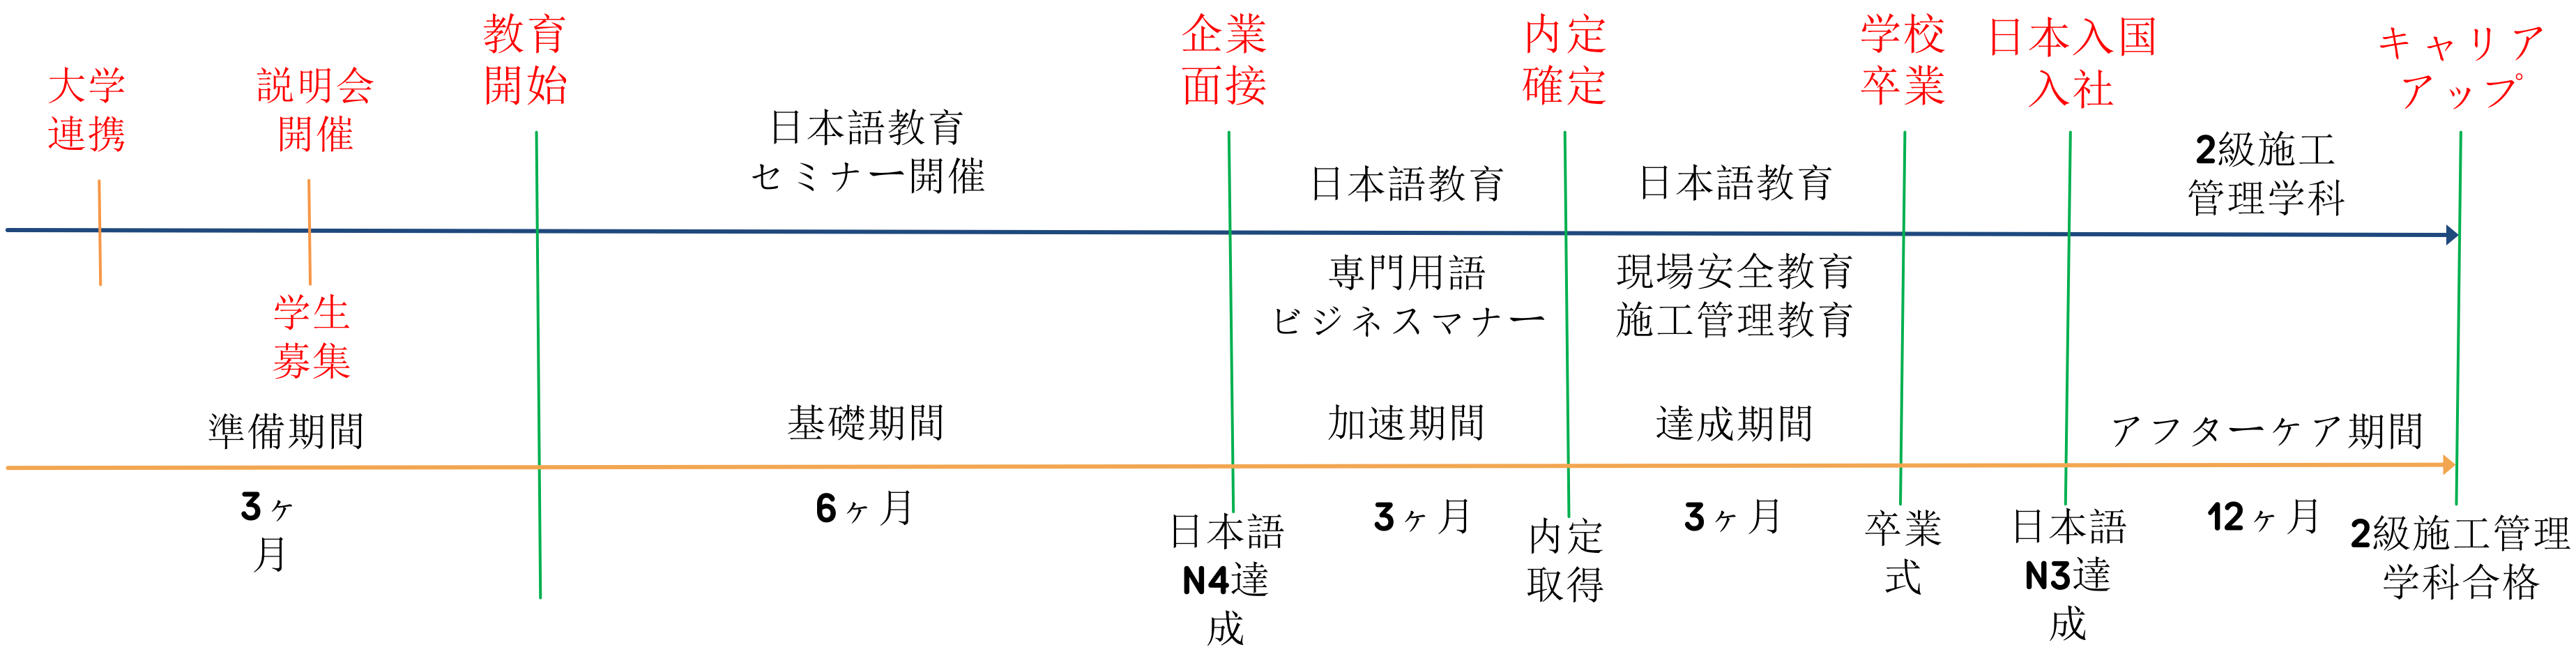 大学
連携
説明会
開催
学生
募集
教育
開始
日本語教育
セミナー開催
企業
面接
日本語教育
専門用語
ビジネスマナー
内定
確定
日本語教育
現場安全教育
施工管理教育
学校
卒業
日本入国
入社
2級施工
管理学科
キャリア
アップ
準備期間
3ヶ
月
基礎期間
6ヶ月
日本語
N4達
成
加速期間
3ヶ月
内定
取得
達成期間
3ヶ月
卒業
式
日本語
N3達
成
アフターケア期間
12ヶ月
2級施工管理
学科合格